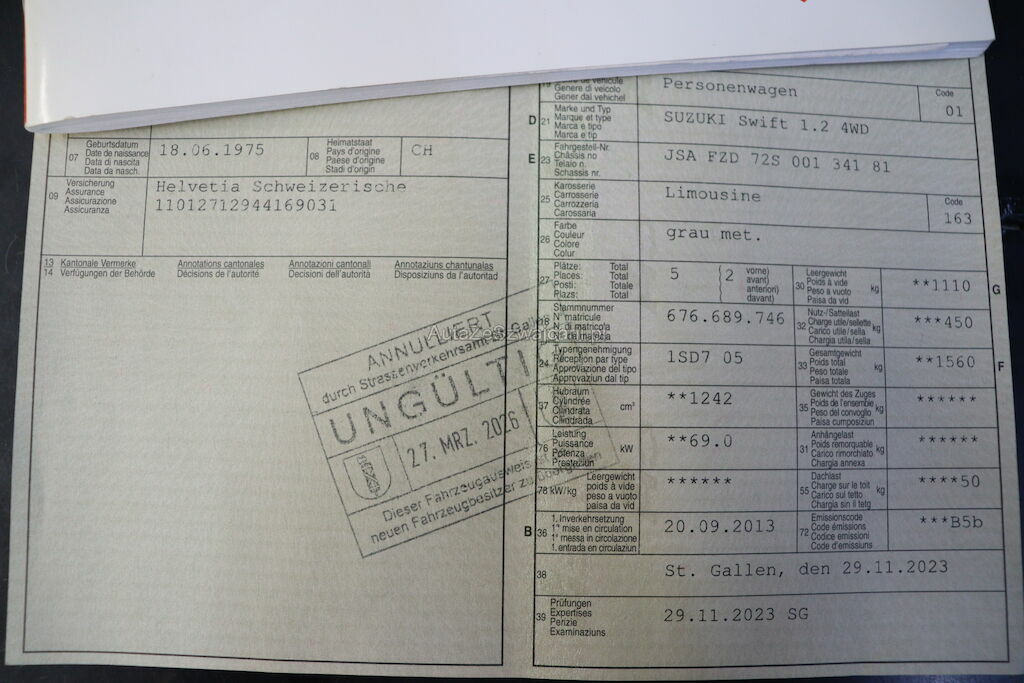 07 Geburtsdatum
Date de naissance
Data di nascita
Data da nasch.
18.06.1975
08 Heimatstaat
Pays d'origine
Paese d'origine
Stadi d'origin
CH
09 Versicherung
Assurance
Assicurazione
Assicuranza
Helvetia Schweizerische
11012712944169031
13 Kantonale Vermerke Annotations cantonales Annotazioni cantonali Annotaziuns chantunalas
14 Verfügungen der Behörde Décisions de l'autorité Decisioni dell'autorità Disposiziuns da l'autoritad
ANNULLIERT
durch Strassenverkehrsamt
UNGÜLTI
27. MRZ. 2026
Dieser Fahrzeugausweis
neuen Fahrzeugbesitzer zu
Genere di veicolo
Gener dal vehichel
Personenwagen
Code
01
D 21 Marke und Typ
Marque et type
Marca e tipo
Marca e tip
SUZUKI Swift 1.2 4WD
E 23 Fahrgestell-Nr.
Châssis no
Telaio n.
Schassis nr.
JSA FZD 72S 001 341 81
25 Karosserie
Carrosserie
Carrozzeria
Carossaria
Limousine
Code
163
26 Farbe
Couleur
Colore
Colur
grau met.
27 Plätze: Total
Places: Total
Posti: Totale
Plazs: Total
5
2 vorne)
avant)
anteriori)
davant)
30 Leergewicht
Poids à vide
Peso a vuoto
Paisa da vid
kg
**1110
G
Stammnummer
N° matricule
N. di matricola
676.689.746
32 Nutz-/Sattellast
Charge utile/sellette
Carico utile/sella
Chargia utila/sella
kg
***450
24 Typengenehmigung
Réception par type
Approvazione del tipo
Approvaziun dal tip
1SD7 05
33 Gesamtgewicht
Poids total
Peso totale
Paisa totala
kg
**1560
F
37 Hubraum
Cylindrée
Cilindrata
Cilindrada
cm³
**1242
35 Gewicht des Zuges
Poids de l'ensemble
Peso del convoglio
Paisa cumposiziun
kg
******
76 Leistung
Puissance
Potenza
Prestaziun
kW
**69.0
31 Anhängelast
Poids remorquable
Carico rimorchiato
Chargia annexa
kg
******
78 kW/kg Leergewicht
poids à vide
peso a vuoto
paisa da vid
******
55 Dachlast
Charge sur le toit
Carico sul tetto
Chargia sin il tetg
kg
****50
B 36 1. Inverkehrsetzung
1re mise en circulation
1a messa in circolazione
1. entrada en circulaziun
20.09.2013
72 Emissionscode
Code émissions
Codice emissioni
Code d'emissiuns
***B5b
38 St. Gallen, den 29.11.2023
39 Prüfungen
Expertises
Perizie
Examinaziuns
29.11.2023 SG